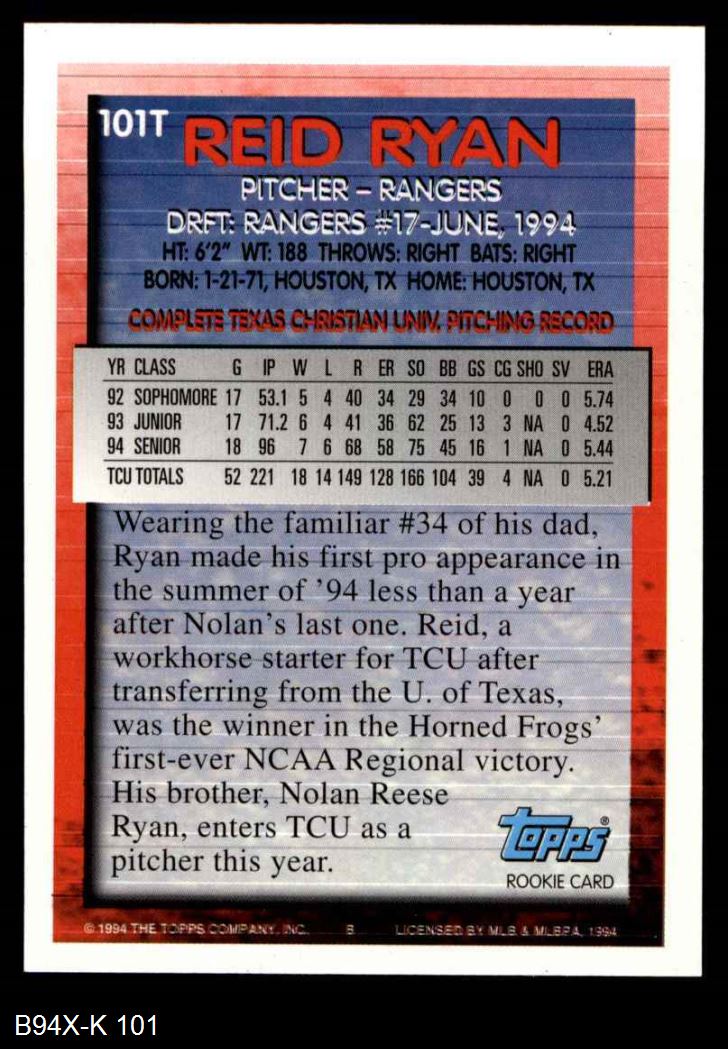 101T
REID RYAN
PITCHER – RANGERS
DRFT: RANGERS #17-JUNE, 1994
HT: 6'2" WT: 188 THROWS: RIGHT BATS: RIGHT
BORN: 1-21-71, HOUSTON, TX HOME: HOUSTON, TX
COMPLETE TEXAS CHRISTIAN UNIV. PITCHING RECORD
YR CLASS G IP W L R ER SO BB GS CG SHO SV ERA
92 SOPHOMORE 17 53.1 5 4 40 34 29 34 10 0 0 0 5.74
93 JUNIOR 17 71.2 6 4 41 36 62 25 13 3 NA 0 4.52
94 SENIOR 18 96 7 6 68 58 75 45 16 1 NA 0 5.44
TCU TOTALS 52 221 18 14 149 128 166 104 39 4 NA 0 5.21
Wearing the familiar #34 of his dad,
Ryan made his first pro appearance in
the summer of '94 less than a year
after Nolan's last one. Reid, a
workhorse starter for TCU after
transferring from the U. of Texas,
was the winner in the Horned Frogs'
first-ever NCAA Regional victory.
His brother, Nolan Reese
Ryan, enters TCU as a
pitcher this year.
Topps®
ROOKIE CARD
© 1994 THE TOPPS COMPANY, INC. B LICENSED BY MLB & MLBPA, 1994
B94X-K 101